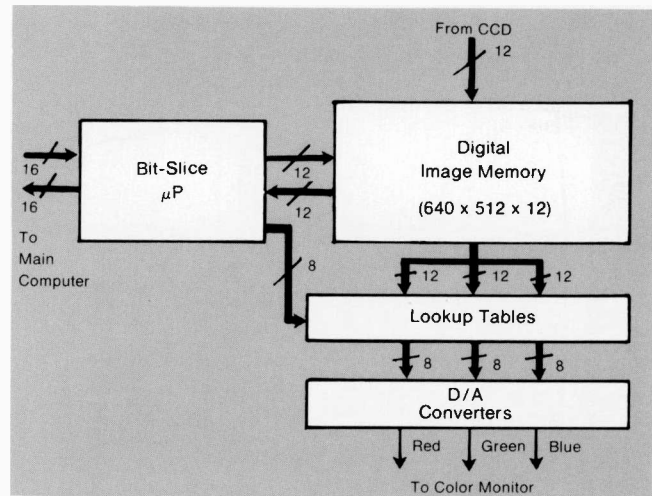 From CCD
12
Bit-Slice
μP
16
16
To
Main
Computer
12
12
Digital
Image Memory
(640 x 512 x 12)
8
12
12
12
Lookup Tables
8
8
8
D/A
Converters
Red
Green
Blue
To Color Monitor